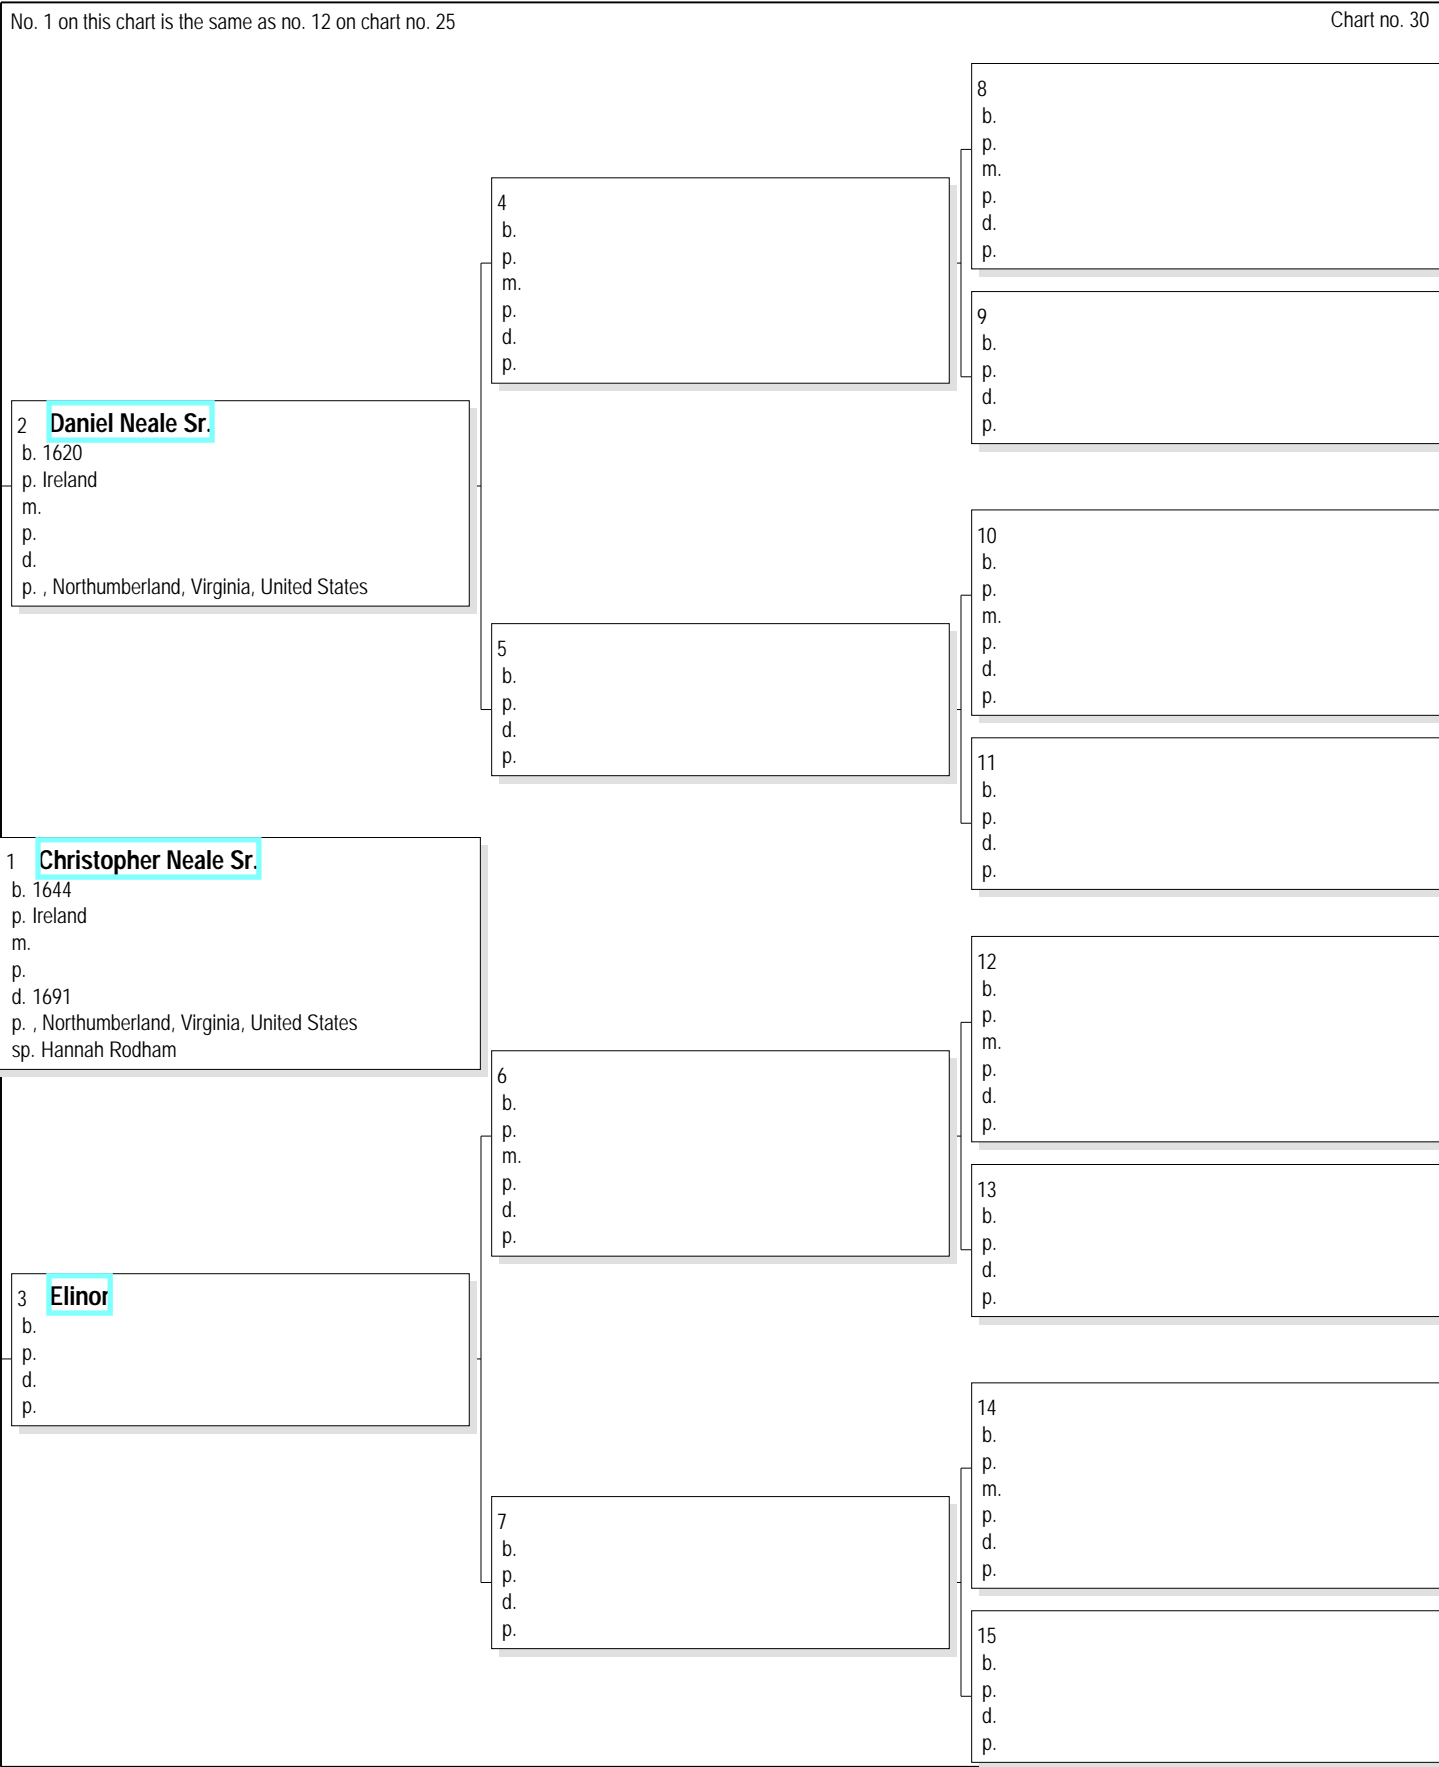 No. 1 on this chart is the same as no. 12 on chart no. 25
Chart no. 30
8
b.
p.
m.
p.
d.
p.
4
b.
p.
m.
p.
d.
p.
9
b.
p.
d.
p.
2 Daniel Neale Sr.
b. 1620
p. Ireland
m.
p.
d.
p. , Northumberland, Virginia, United States
10
b.
p.
m.
p.
d.
p.
5
b.
p.
d.
p.
11
b.
p.
d.
p.
1 Christopher Neale Sr.
b. 1644
p. Ireland
m.
p.
d. 1691
p. , Northumberland, Virginia, United States
sp. Hannah Rodham
12
b.
p.
m.
p.
d.
p.
6
b.
p.
m.
p.
d.
p.
13
b.
p.
d.
p.
3 Elinor
b.
p.
d.
p.
14
b.
p.
m.
p.
d.
p.
7
b.
p.
d.
p.
15
b.
p.
d.
p.